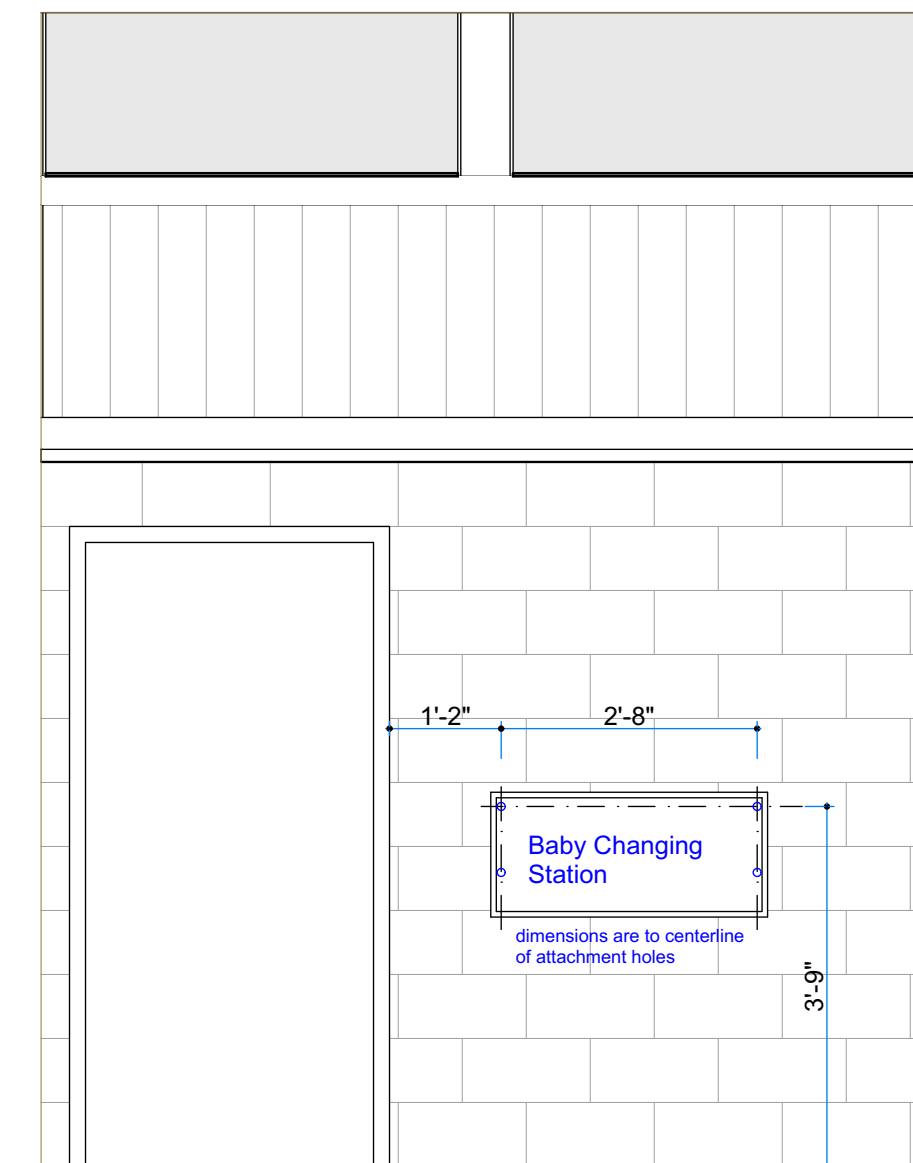 1'-2"
2'-8"
Baby Changing
Station
dimensions are to centerline
of attachment holes
3'-9"